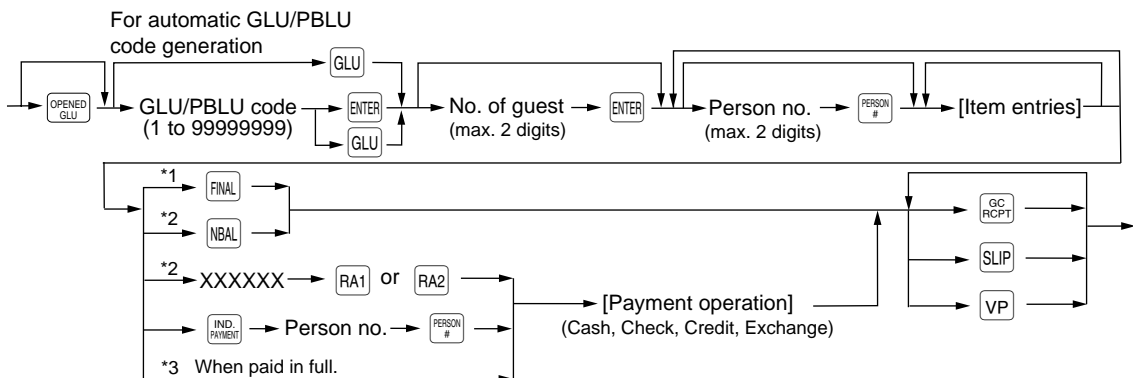 For automatic GLU/PBLU
code generation
GLU
OPENED
GLU
GLU/PBLU code
(1 to 99999999)
ENTER
GLU
No. of guest
(max. 2 digits)
ENTER
Person no.
(max. 2 digits)
PERSON
#
[Item entries]
*1 FINAL
*2 NBAL
*2 XXXXXX RA1 or RA2
IND.
PAYMENT
Person no.
PERSON
#
*3 When paid in full.
[Payment operation]
(Cash, Check, Credit, Exchange)
GC
RCPT
SLIP
VP